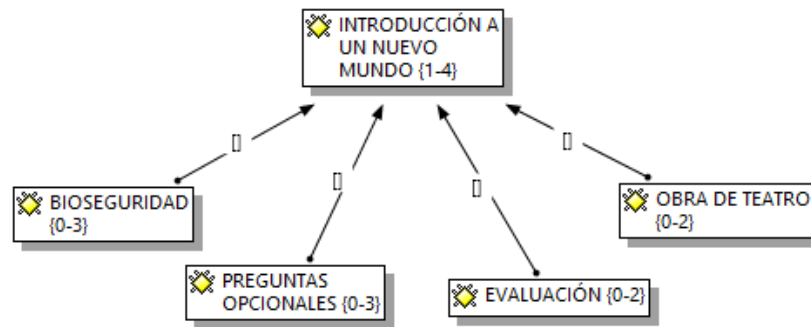 INTRODUCCIÓN A
UN NUEVO
MUNDO {1-4}
[]
[]
[]
[]
BIOSEGURIDAD
{0-3}
OBRA DE TEATRO
{0-2}
PREGUNTAS
OPCIONALES {0-3}
EVALUACIÓN {0-2}